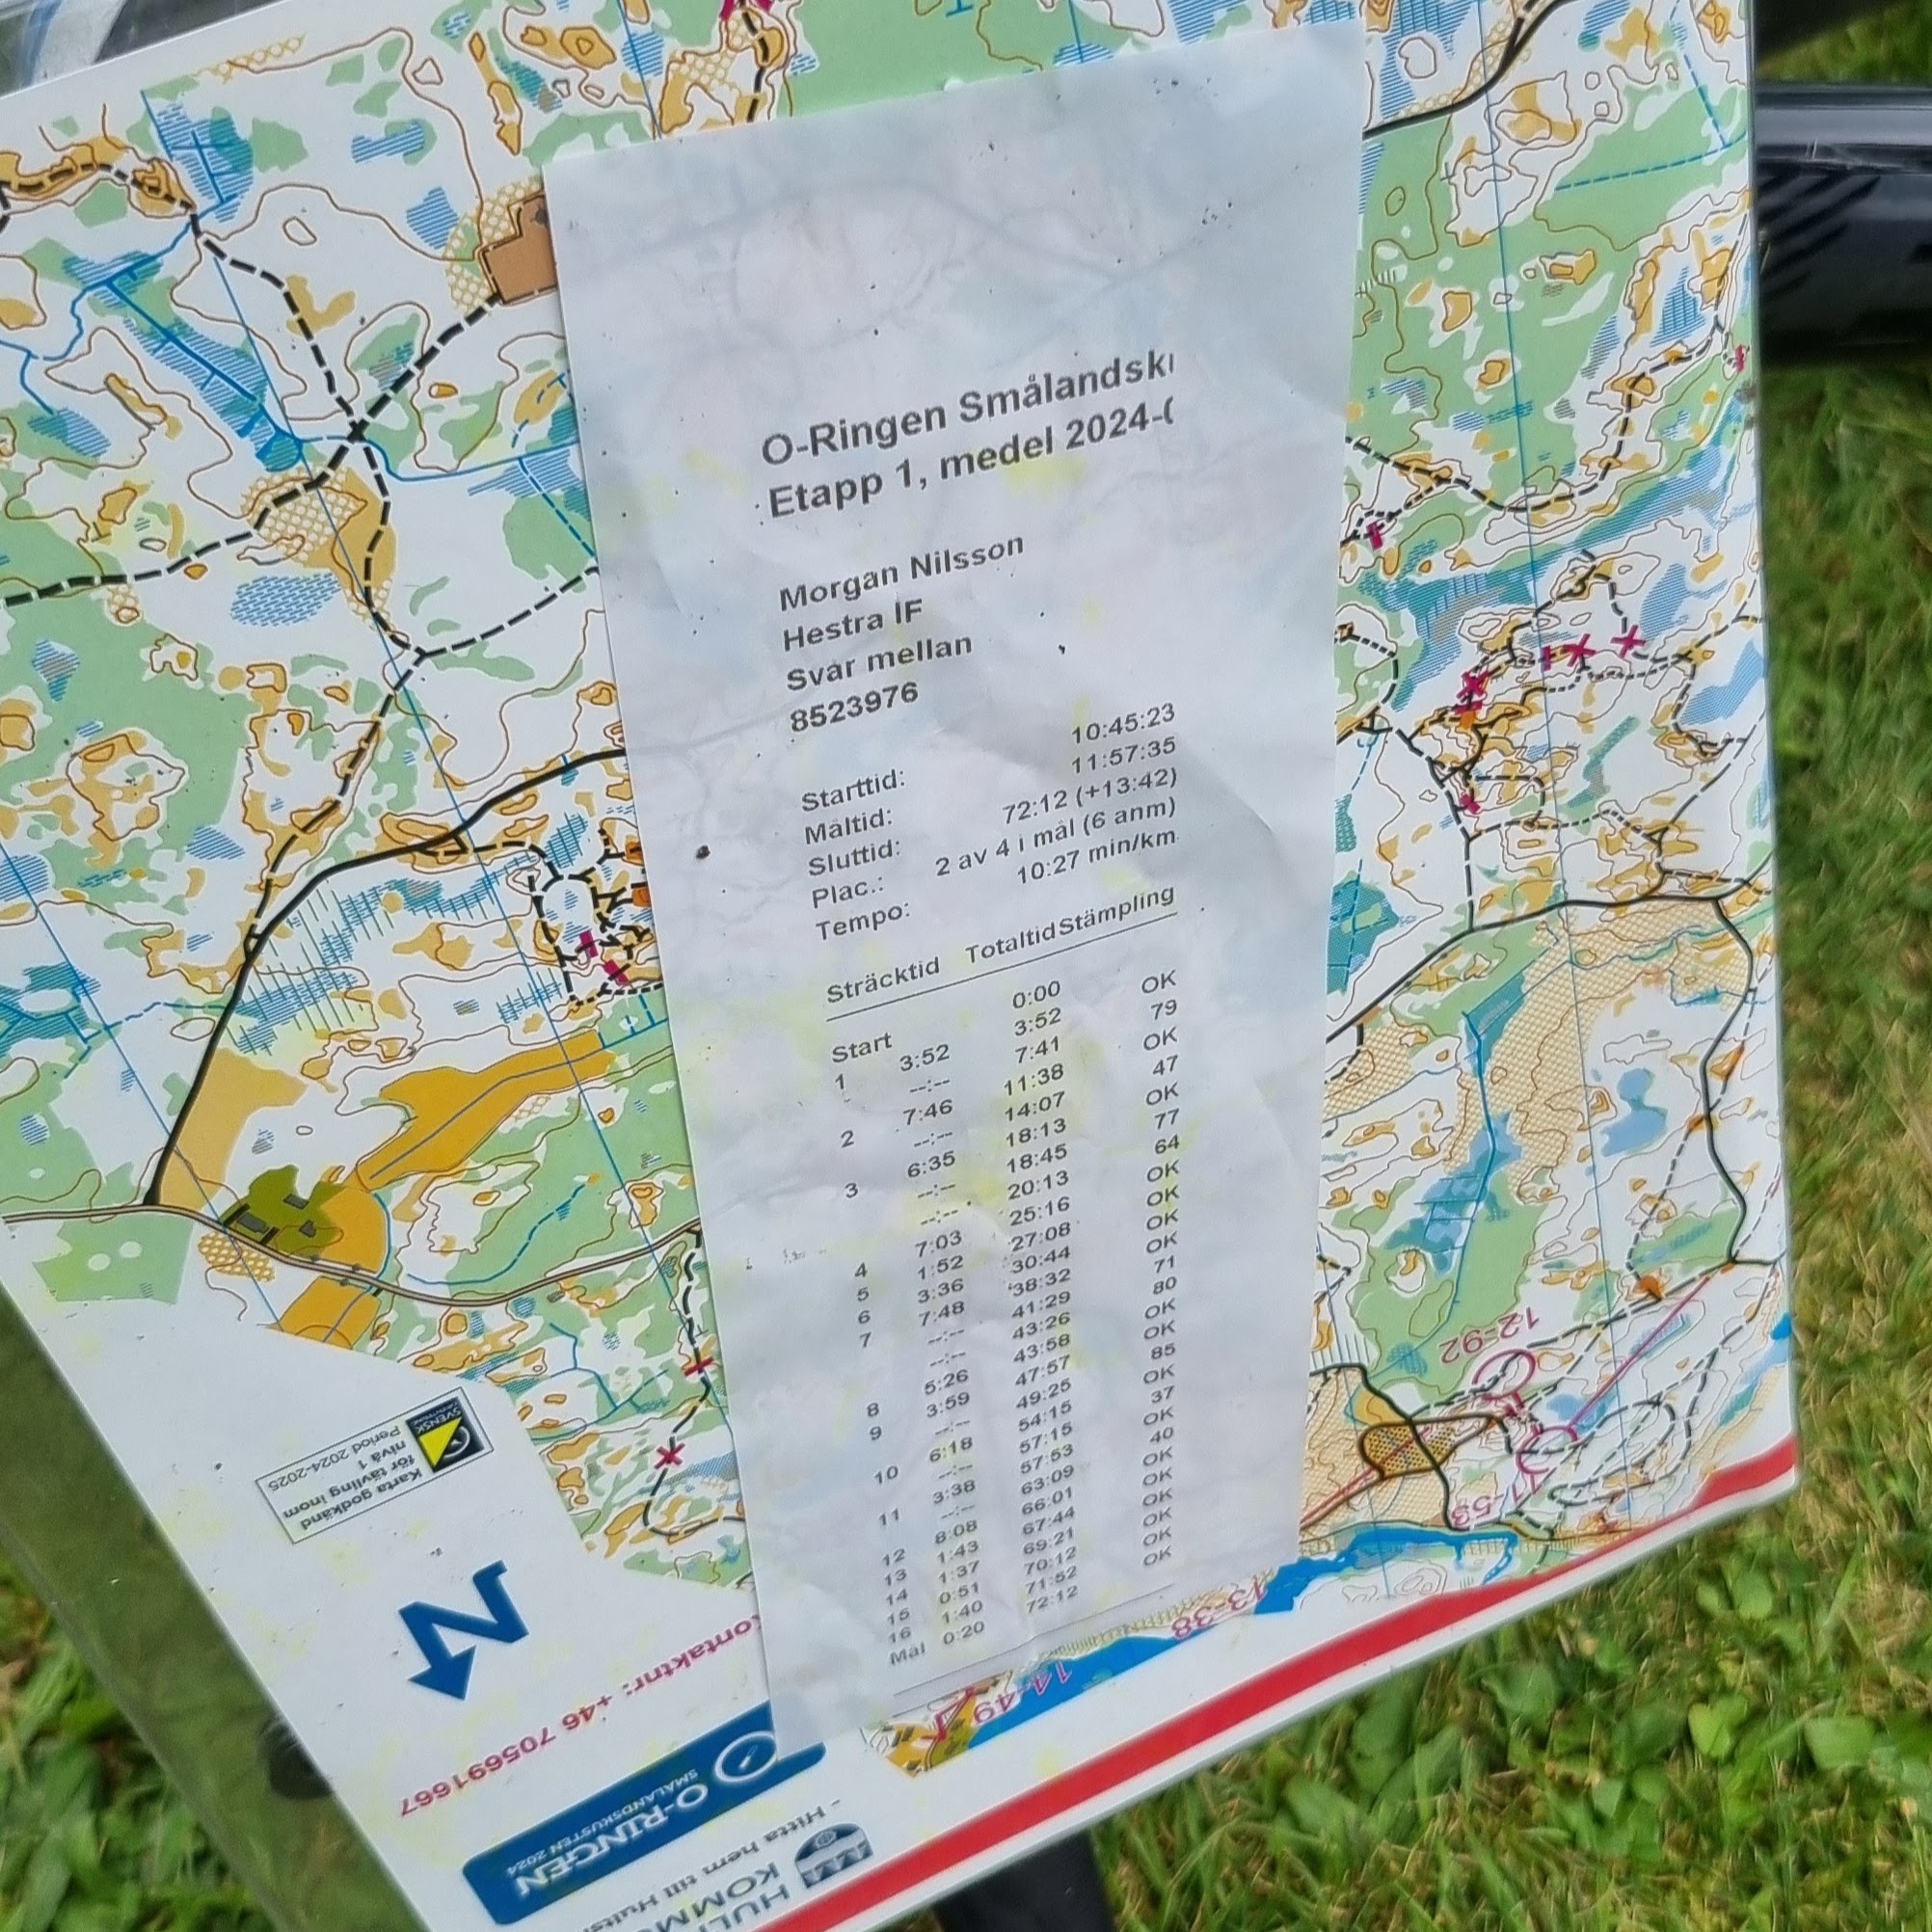 O-Ringen Smålandsk
Etapp 1, medel 2024-
Morgan Nilsson
Hestra IF
Svår mellan
8523976
Starttid: 10:45:23
Måltid: 11:57:35
Sluttid: 72:12 (+13:42)
Plac.: 2 av 4 i mål (6 anm)
Tempo: 10:27 min/km
Sträcktid Totaltid Stämpling
Start 0:00
1 3:52 3:52 OK
--:-- 7:41 79
2 7:46 11:38 OK
--:-- 14:07 47
3 6:35 18:13 OK
--:-- 18:45 77
--:-- 20:13 64
4 7:03 25:16 OK
5 1:52 27:08 OK
6 3:36 30:44 OK
7 7:48 38:32 OK
--:-- 41:29 71
--:-- 43:26 80
8 5:26 43:58 OK
9 3:59 47:57 OK
--:-- 49:25 85
10 6:18 54:15 OK
--:-- 57:15 37
11 3:38 57:53 OK
--:-- 63:09 40
12 8:08 66:01 OK
13 1:43 67:44 OK
14 1:37 69:21 OK
15 0:51 70:12 OK
16 1:40 71:52 OK
Mål 0:20 72:12 OK
12-92
11-53
13-38
14-49
SVENSK
Karta godkänd
för tävling inom
nivå 1
Period 2024-2025
N
ontaktnr: +46 705691667
O-RINGEN
SMÅLANDSKUSTEN 2024
HUL
KOMM
- Hitta hem till Hults